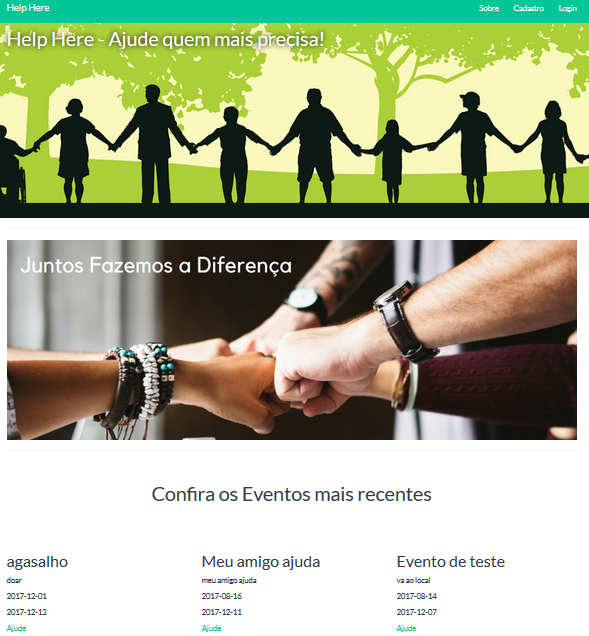 Help Here
Sobre Cadastro Login
Help Here - Ajude quem mais precisa!
Juntos Fazemos a Diferença
Confira os Eventos mais recentes
agasalho
doar
2017-12-01
2017-12-13
Ajude
Meu amigo ajuda
meu amigo ajuda
2017-08-16
2017-12-11
Ajude
Evento de teste
va ao local
2017-08-14
2017-12-07
Ajude